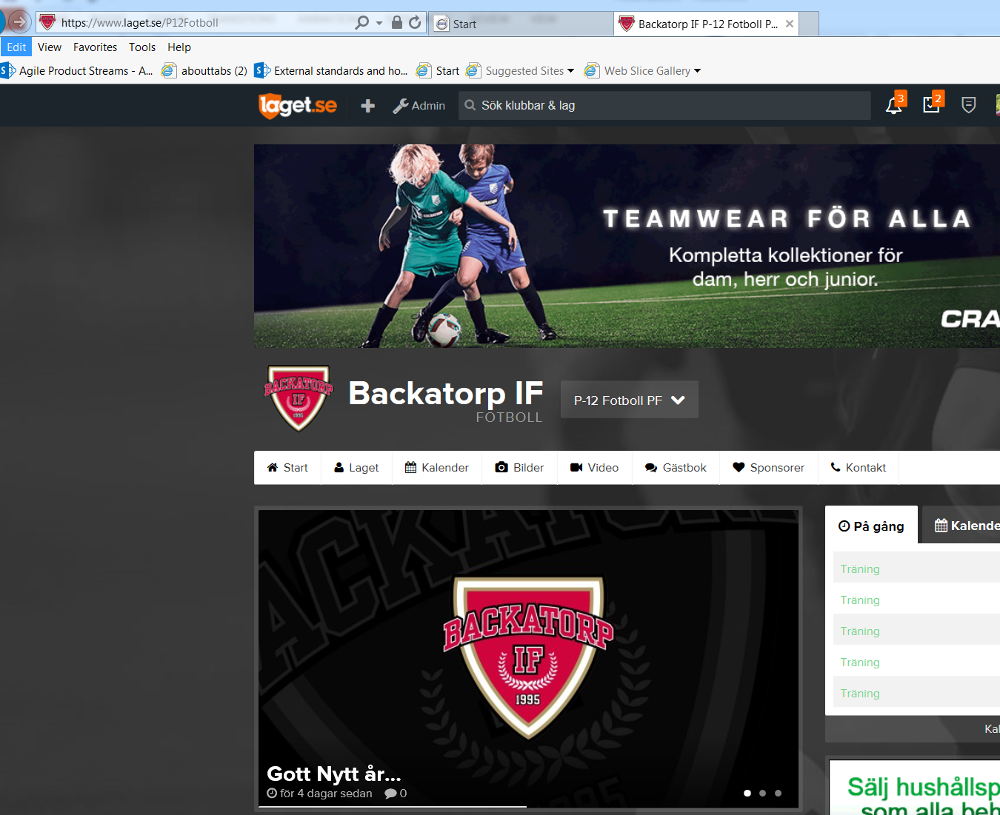 https://www.laget.se/P12Fotboll
Start
Backatorp IF P-12 Fotboll P...
Edit View Favorites Tools Help
Agile Product Streams - A...
abouttabs (2)
External standards and ho...
Start
Suggested Sites
Web Slice Gallery
laget.se
Admin
Sök klubbar & lag
3
2
TEAMWEAR FÖR ALLA
Kompletta kollektioner för
dam, herr och junior.
CRA
BACKATORP
IF
1995
Backatorp IF
FOTBOLL
P-12 Fotboll PF
Start
Laget
Kalender
Bilder
Video
Gästbok
Sponsorer
Kontakt
BACKATORP
IF
1995
Gott Nytt år...
för 4 dagar sedan 0
På gång
Kalende
Träning
Träning
Träning
Träning
Träning
Kal
Sälj hushållsp
som alla beh